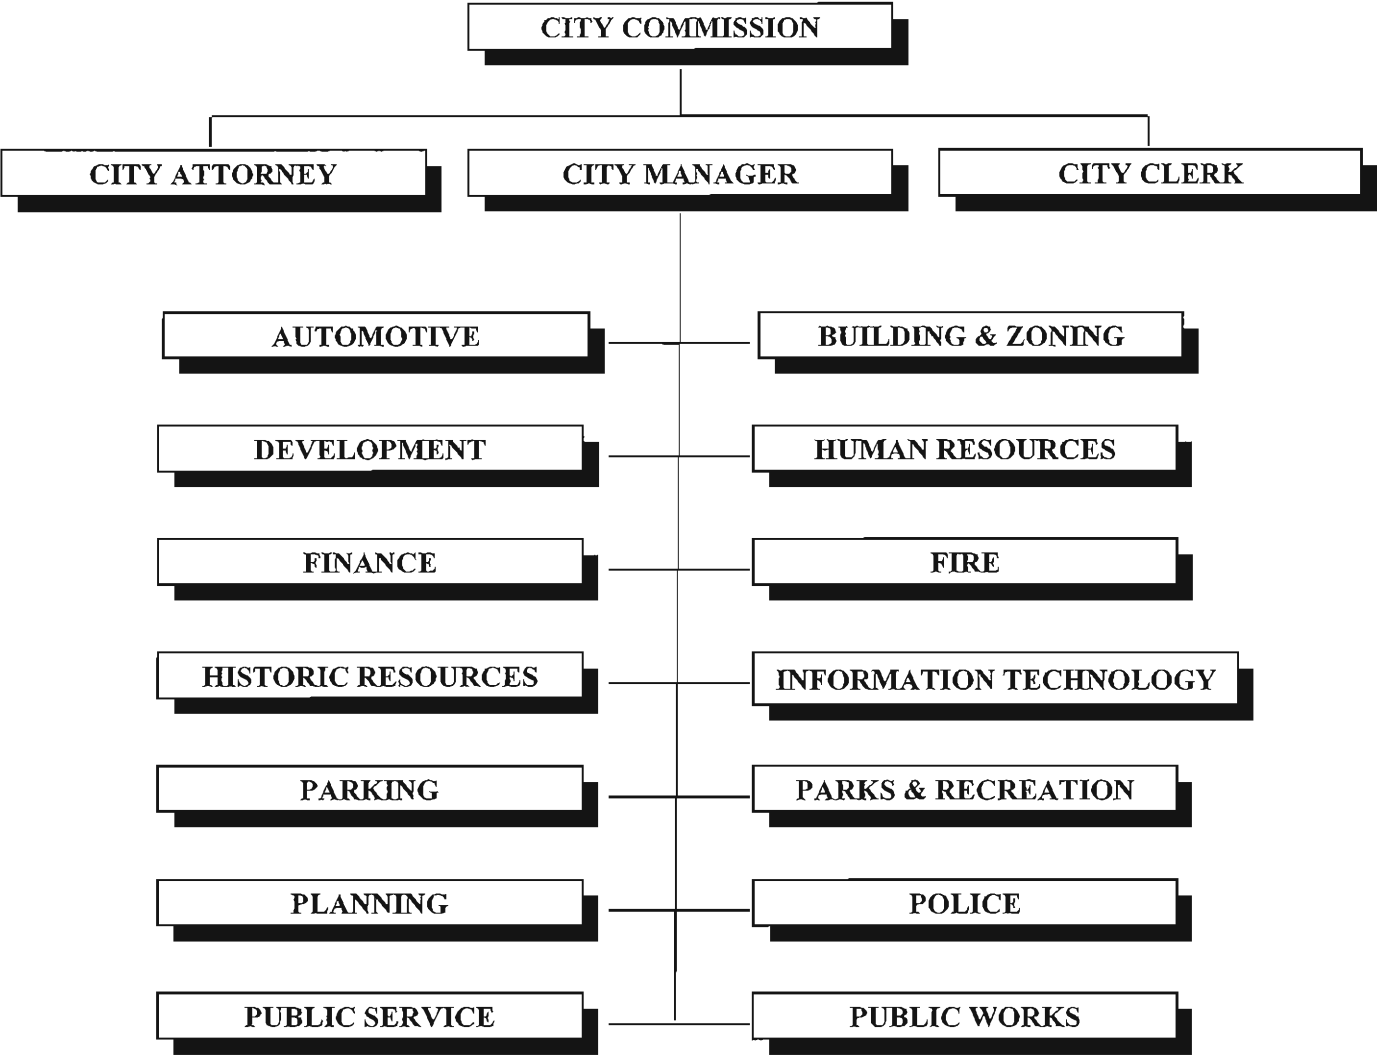 CITY COMMISSION
CITY ATTORNEY
CITY MANAGER
CITY CLERK
AUTOMOTIVE
BUILDING & ZONING
DEVELOPMENT
HUMAN RESOURCES
FINANCE
FIRE
HISTORIC RESOURCES
INFORMATION TECHNOLOGY
PARKING
PARKS & RECREATION
PLANNING
POLICE
PUBLIC SERVICE
PUBLIC WORKS